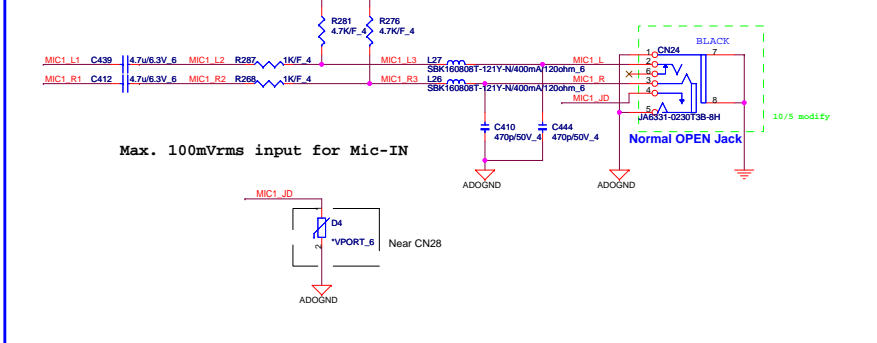 R281 R276
4.7K/F_4 4.7K/F_4
BLACK
CN24
MIC1_L1 C439 4.7u/6.3V_6 MIC1_L2 R287 1K/F_4 MIC1_L3 L27 MIC1_L 1 7
SBK160808T-121Y-N/400mA/120ohm_6 2
6
MIC1_R1 C412 4.7u/6.3V_6 MIC1_R2 R268 1K/F_4 MIC1_R3 L26 MIC1_R 3
SBK160808T-121Y-N/400mA/120ohm_6 4
MIC1_JD 8
5
JA6331-0230T3B-8H
10/5 modify
C410 C444
470p/50V_4 470p/50V_4
Normal OPEN Jack
Max. 100mVrms input for Mic-IN
ADOGND ADOGND
MIC1_JD
1
D4
*VPORT_6
2
Near CN28
ADOGND